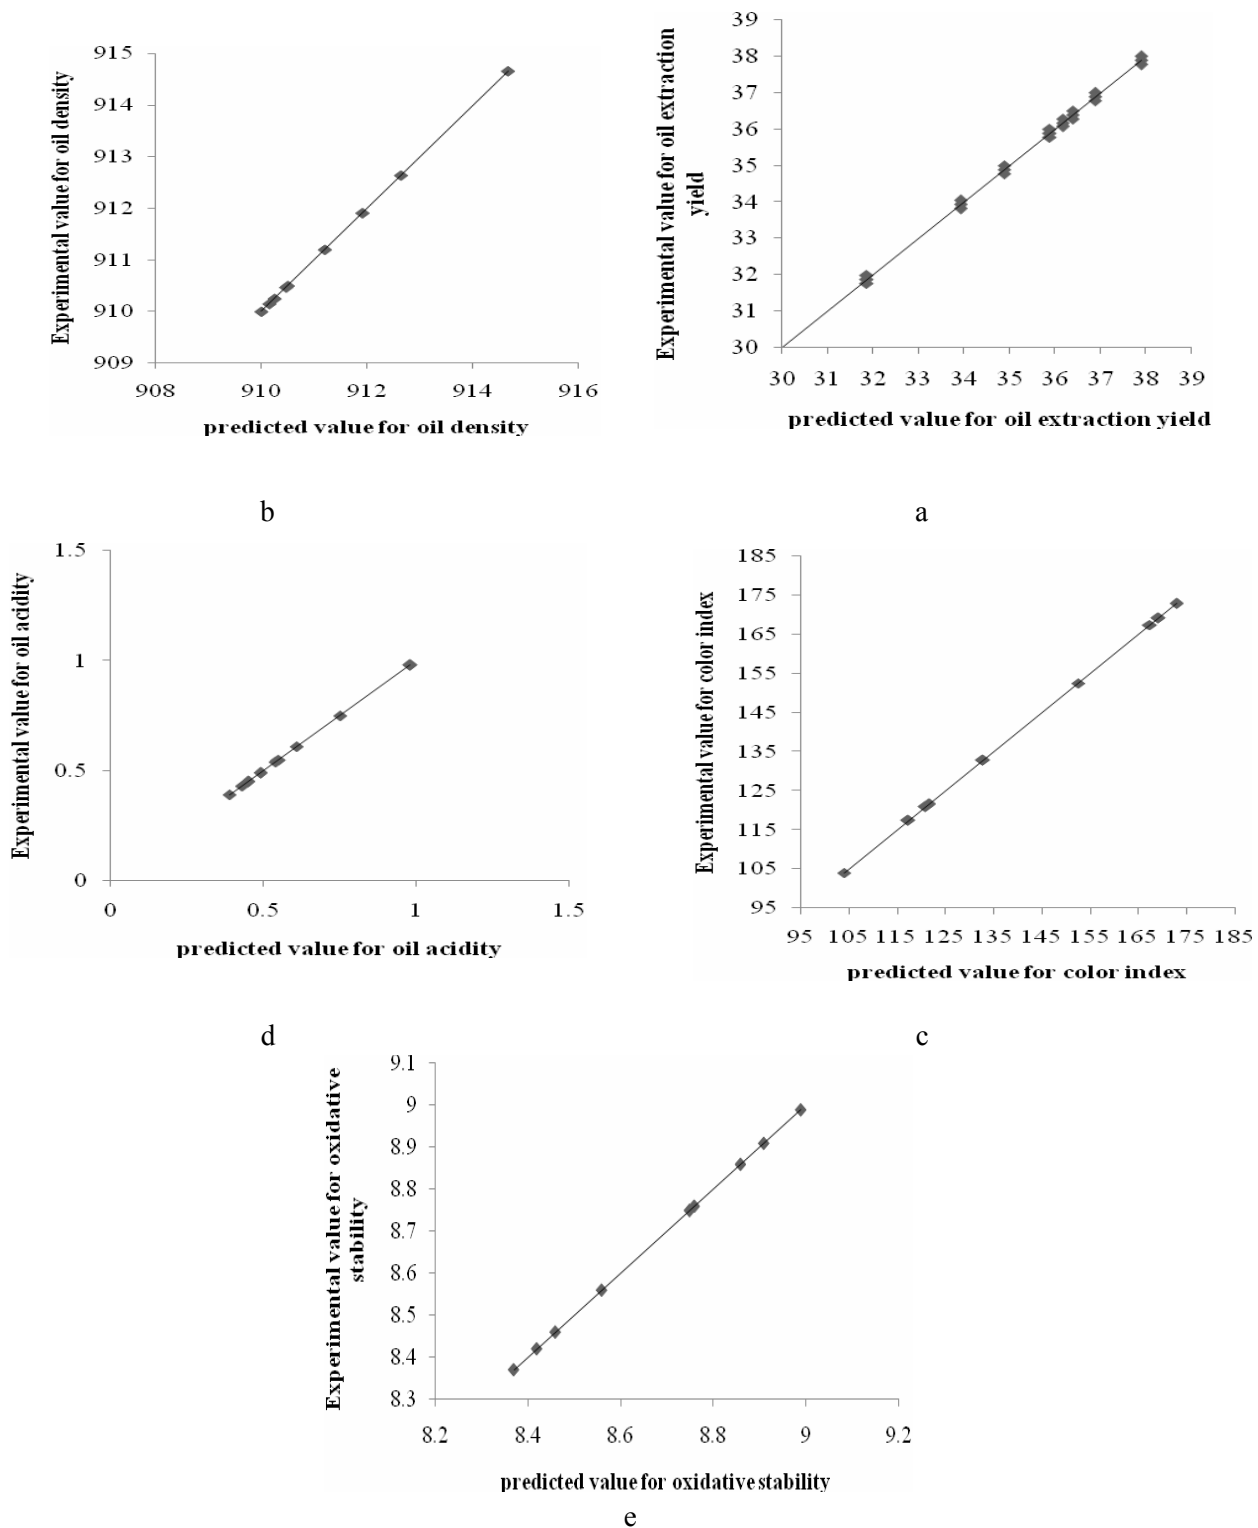 915
914
913
912
911
910
909
908 910 912 914 916
Experimental value for oil density
predicted value for oil density
b
39
38
37
36
35
34
33
32
31
30
30 31 32 33 34 35 36 37 38 39
Experimental value for oil extraction
yield
predicted value for oil extraction yield
a
1.5
1
0.5
0
0 0.5 1 1.5
Experimental value for oil acidity
predicted value for oil acidity
d
185
175
165
155
145
135
125
115
105
95
95 105 115 125 135 145 155 165 175 185
Experimental value for color index
predicted value for color index
c
9.1
9
8.9
8.8
8.7
8.6
8.5
8.4
8.3
8.2 8.4 8.6 8.8 9 9.2
Experimental value for oxidative
stability
predicted value for oxidative stability
e